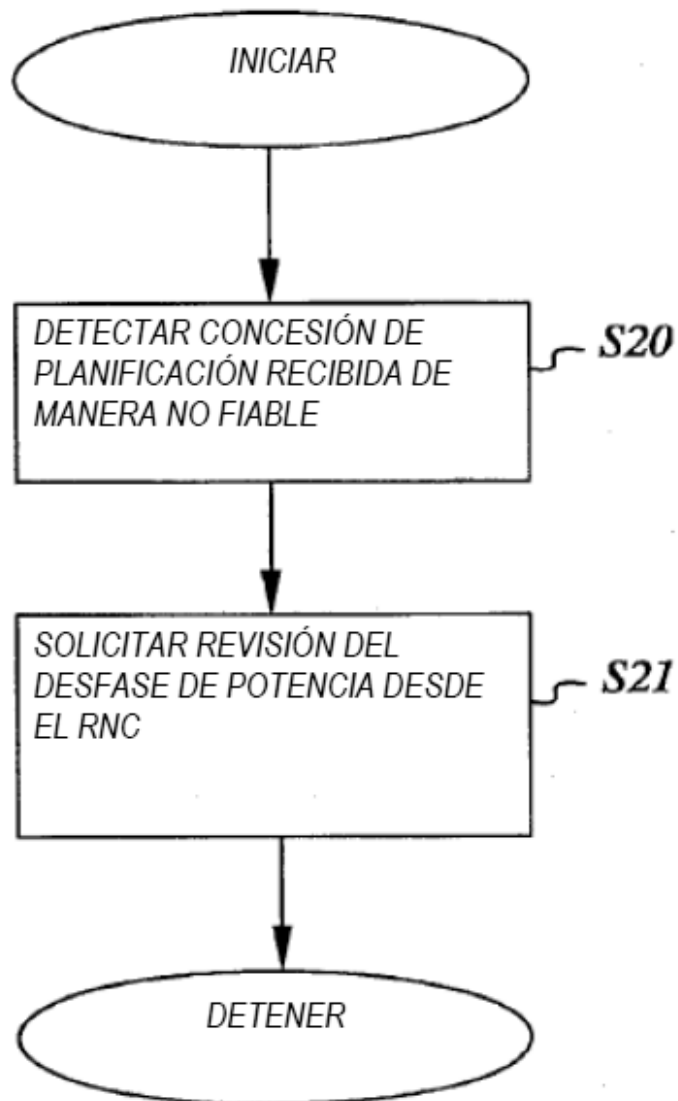 INICIAR
DETECTAR CONCESIÓN DE
PLANIFICACIÓN RECIBIDA DE
MANERA NO FIABLE
S20
SOLICITAR REVISIÓN DEL
DESFASE DE POTENCIA DESDE
EL RNC
S21
DETENER